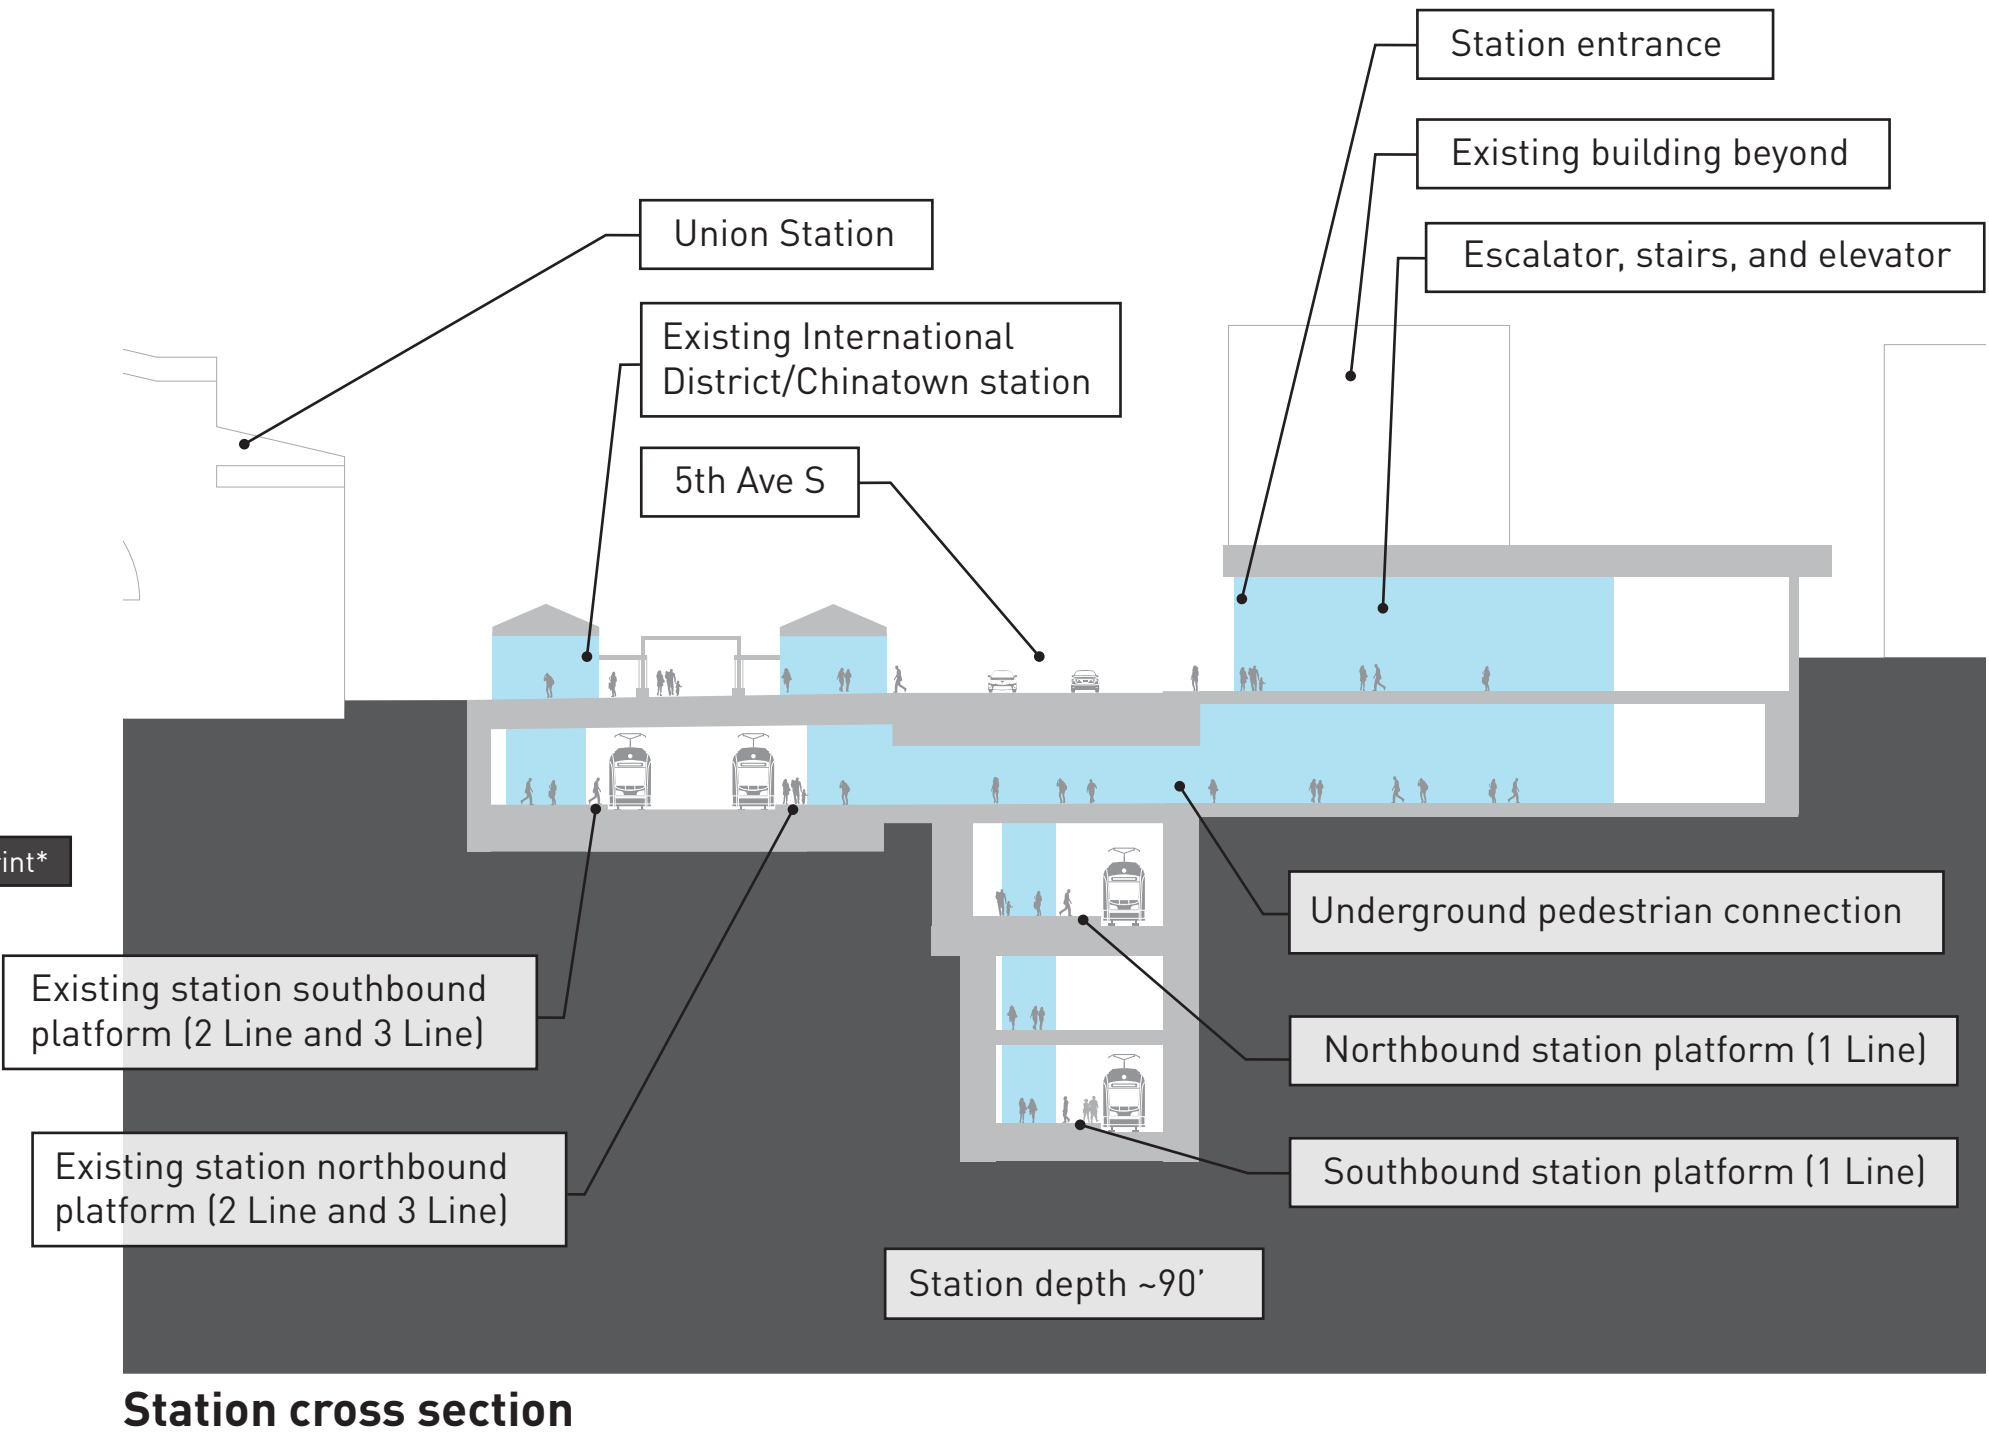 Station entrance
Existing building beyond
Union Station
Escalator, stairs, and elevator
Existing International
District/Chinatown station
5th Ave S
Underground pedestrian connection
Existing station southbound
platform (2 Line and 3 Line)
Northbound station platform (1 Line)
Existing station northbound
platform (2 Line and 3 Line)
Southbound station platform (1 Line)
Station depth ~90’
Station cross section